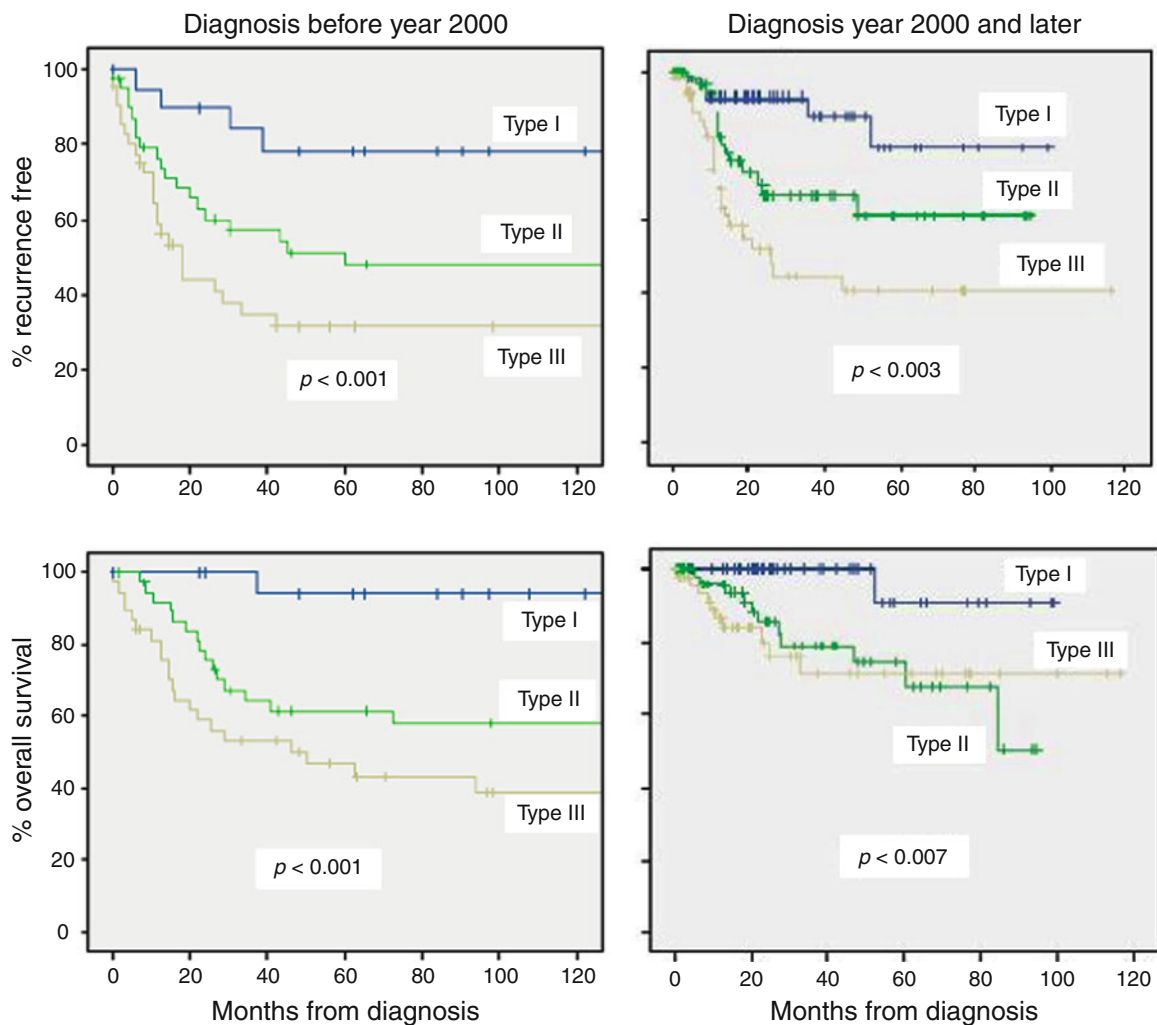 Diagnosis before year 2000
Diagnosis year 2000 and later
% recurrence free
100
80
60
40
20
0
Type I
Type II
Type III
p < 0.001
0 20 40 60 80 100 120
Type I
Type II
Type III
p < 0.003
0 20 40 60 80 100 120
% overall survival
100
80
60
40
20
0
Type I
Type II
Type III
p < 0.001
0 20 40 60 80 100 120
Months from diagnosis
Type I
Type III
Type II
p < 0.007
0 20 40 60 80 100 120
Months from diagnosis